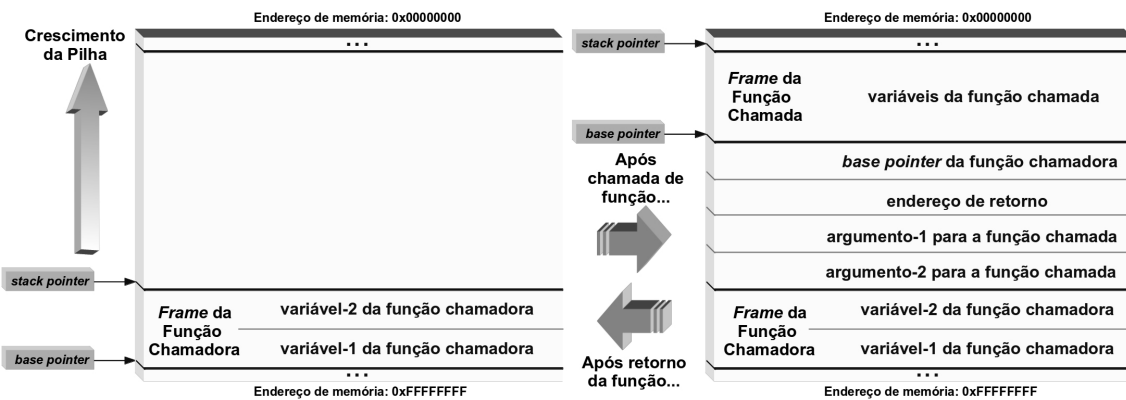 Endereço de memória: 0x00000000
Crescimento
da Pilha
...
stack pointer
Frame da
Função
Chamadora
variável-2 da função chamadora
variável-1 da função chamadora
base pointer
...
Endereço de memória: 0xFFFFFFFF
Após
chamada de
função...
Após retorno
da função...
Endereço de memória: 0x00000000
stack pointer
...
Frame da
Função
Chamada
variáveis da função chamada
base pointer
base pointer da função chamadora
endereço de retorno
argumento-1 para a função chamada
argumento-2 para a função chamada
Frame da
Função
Chamadora
variável-2 da função chamadora
variável-1 da função chamadora
...
Endereço de memória: 0xFFFFFFFF